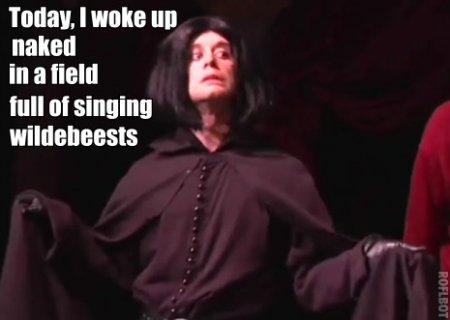 Today, I woke up
naked
in a field
full of singing
wildebeests
ROFLBOT